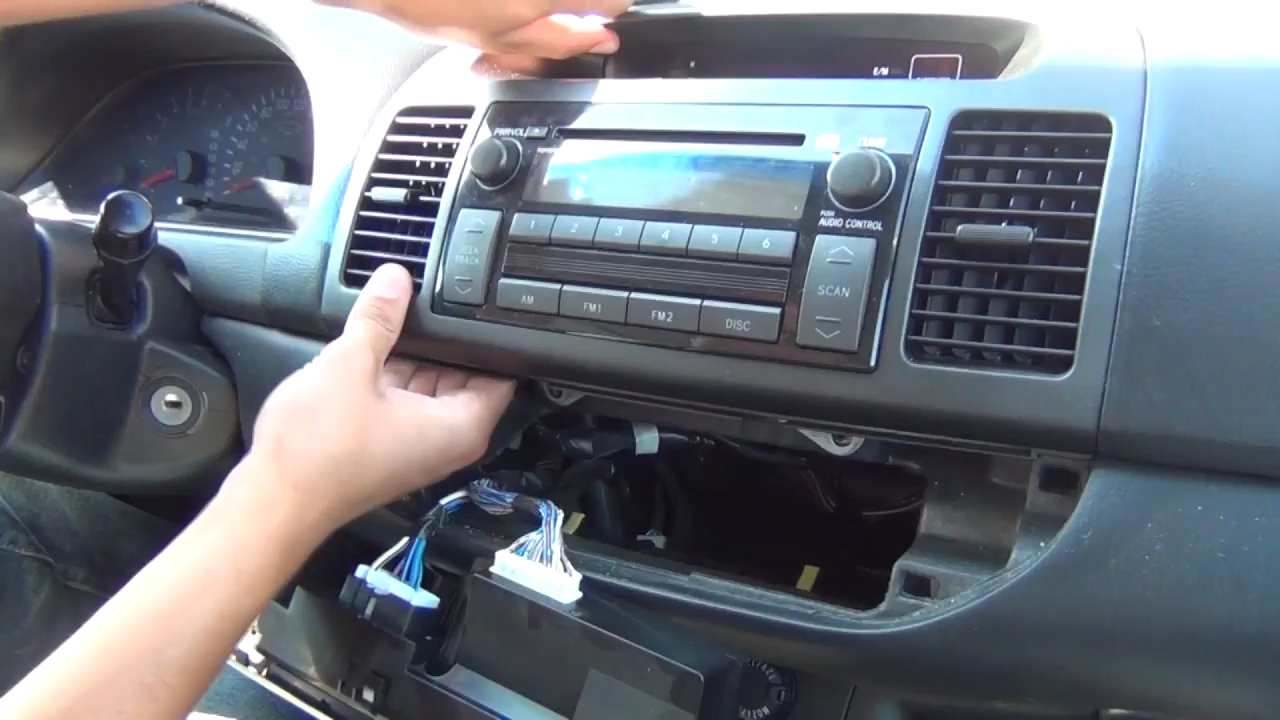 E/M
PWR•VOL
PUSH
AUDIO CONTROL
1 2 3 4 5 6
SEEK
TRACK
SCAN
AM FM1 FM2 DISC